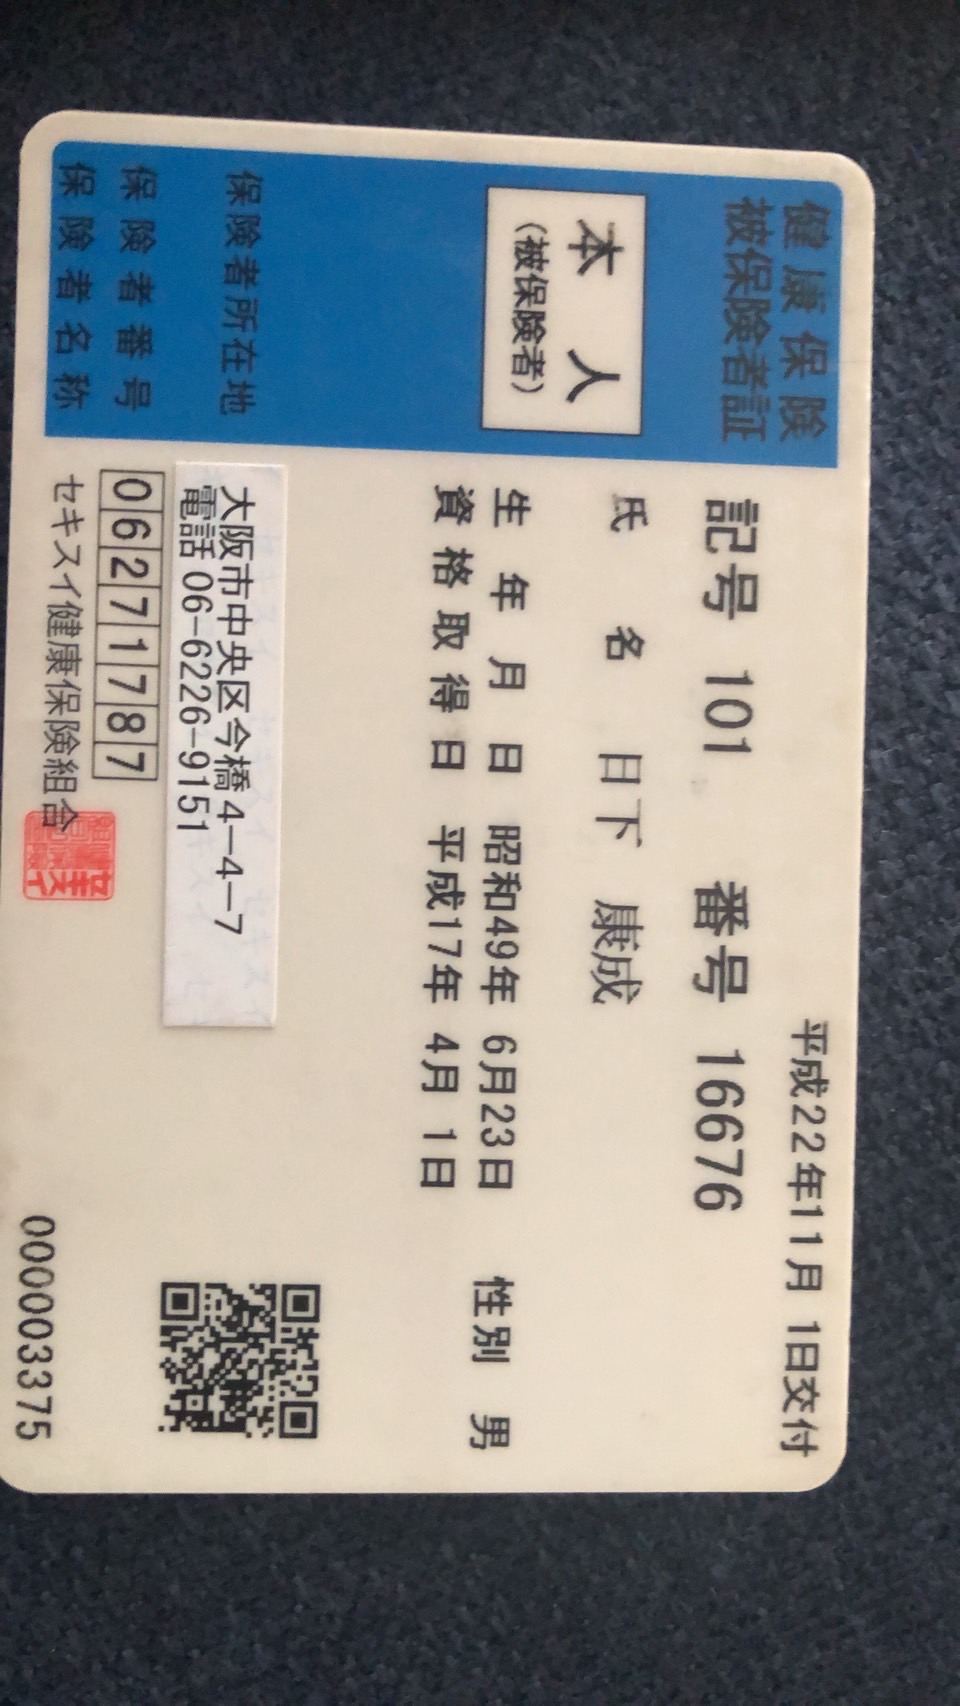 健康保険
被保険者証
本人
（被保険者）
平成22年11月 1日交付
記号 101 番号 16676
氏 名 日下 康成
生 年 月 日 昭和49年 6月23日 性別 男
資 格 取 得 日 平成17年 4月 1日
保険者所在地 大阪市中央区今橋4−4−7
電話 06−6226−9151
保険者番号 06271787
保険者名称 セキスイ健康保険組合
セキスイ
000003375